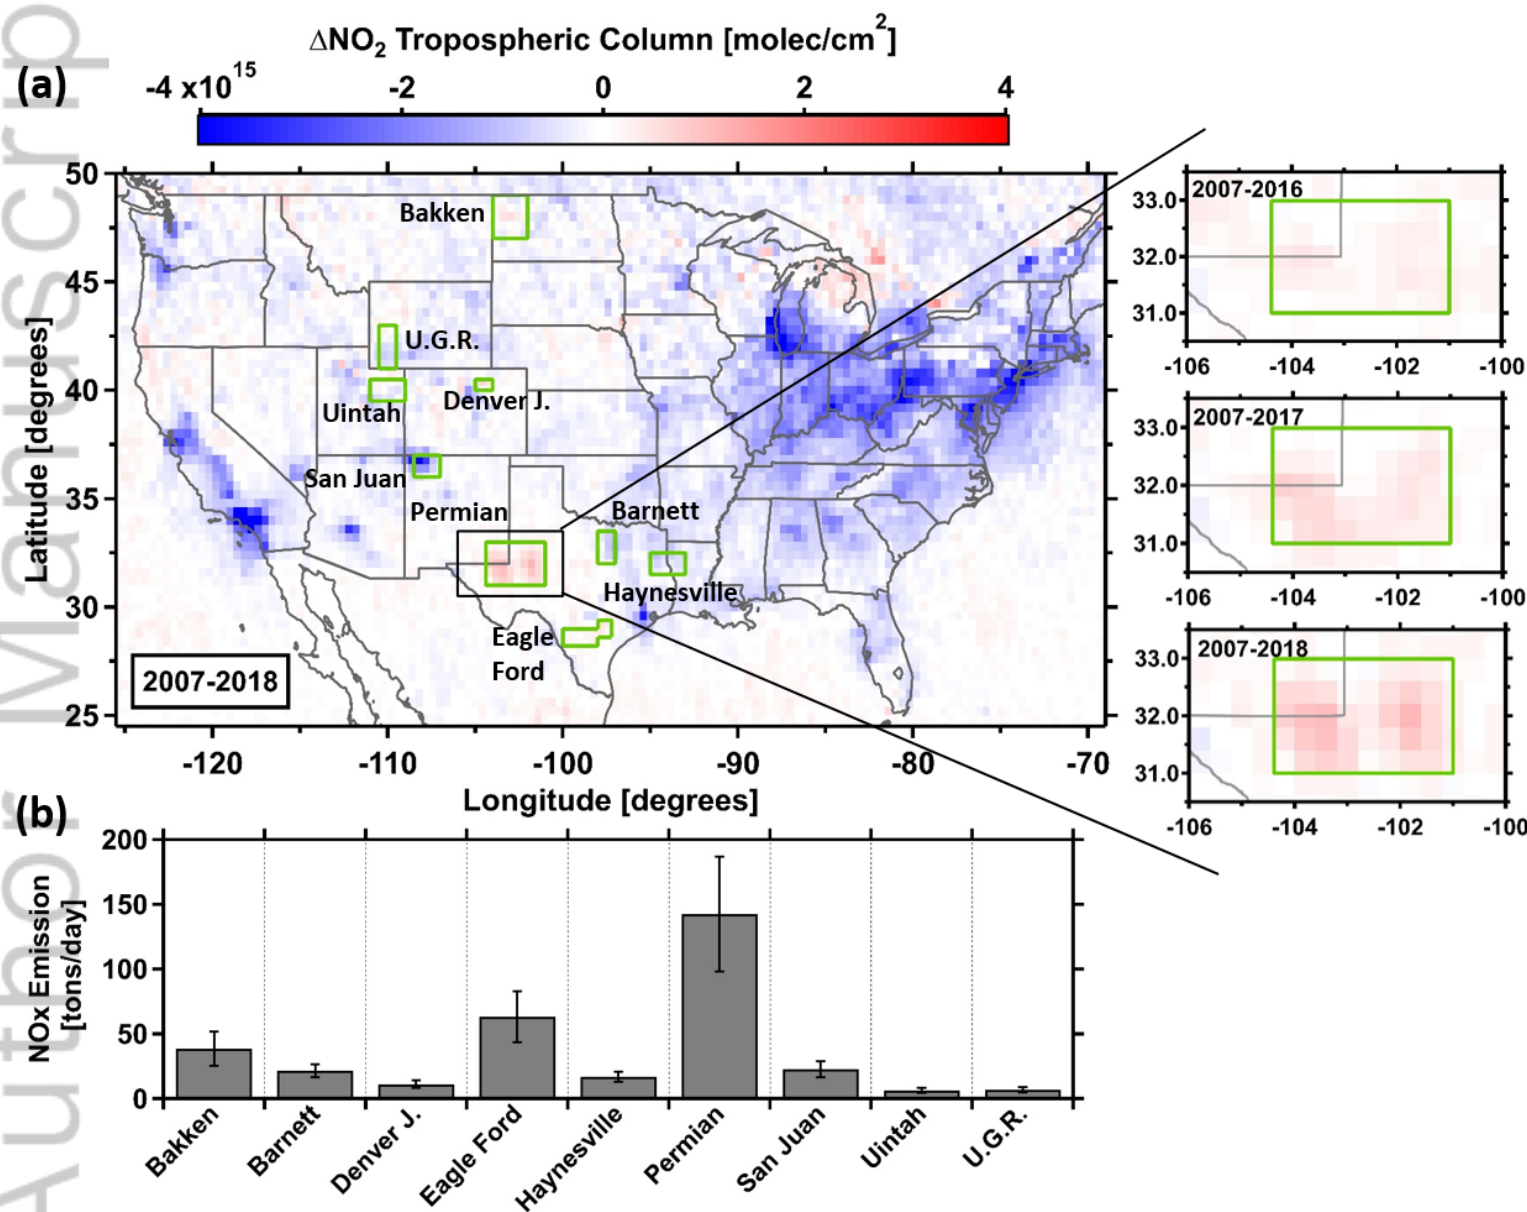 Author Manuscrip
ΔNO2 Tropospheric Column [molec/cm2]
(a)
-4 x10^15 -2 0 2 4
50
45
40
35
30
25
Latitude [degrees]
Bakken
U.G.R.
Uintah
Denver J.
San Juan
Permian
Barnett
Haynesville
Eagle
Ford
2007-2018
-120 -110 -100 -90 -80 -70
Longitude [degrees]
2007-2016
33.0
32.0
31.0
-106 -104 -102 -100
2007-2017
33.0
32.0
31.0
-106 -104 -102 -100
2007-2018
33.0
32.0
31.0
-106 -104 -102 -100
(b)
NOx Emission
[tons/day]
200
150
100
50
0
Bakken
Barnett
Denver J.
Eagle Ford
Haynesville
Permian
San Juan
Uintah
U.G.R.